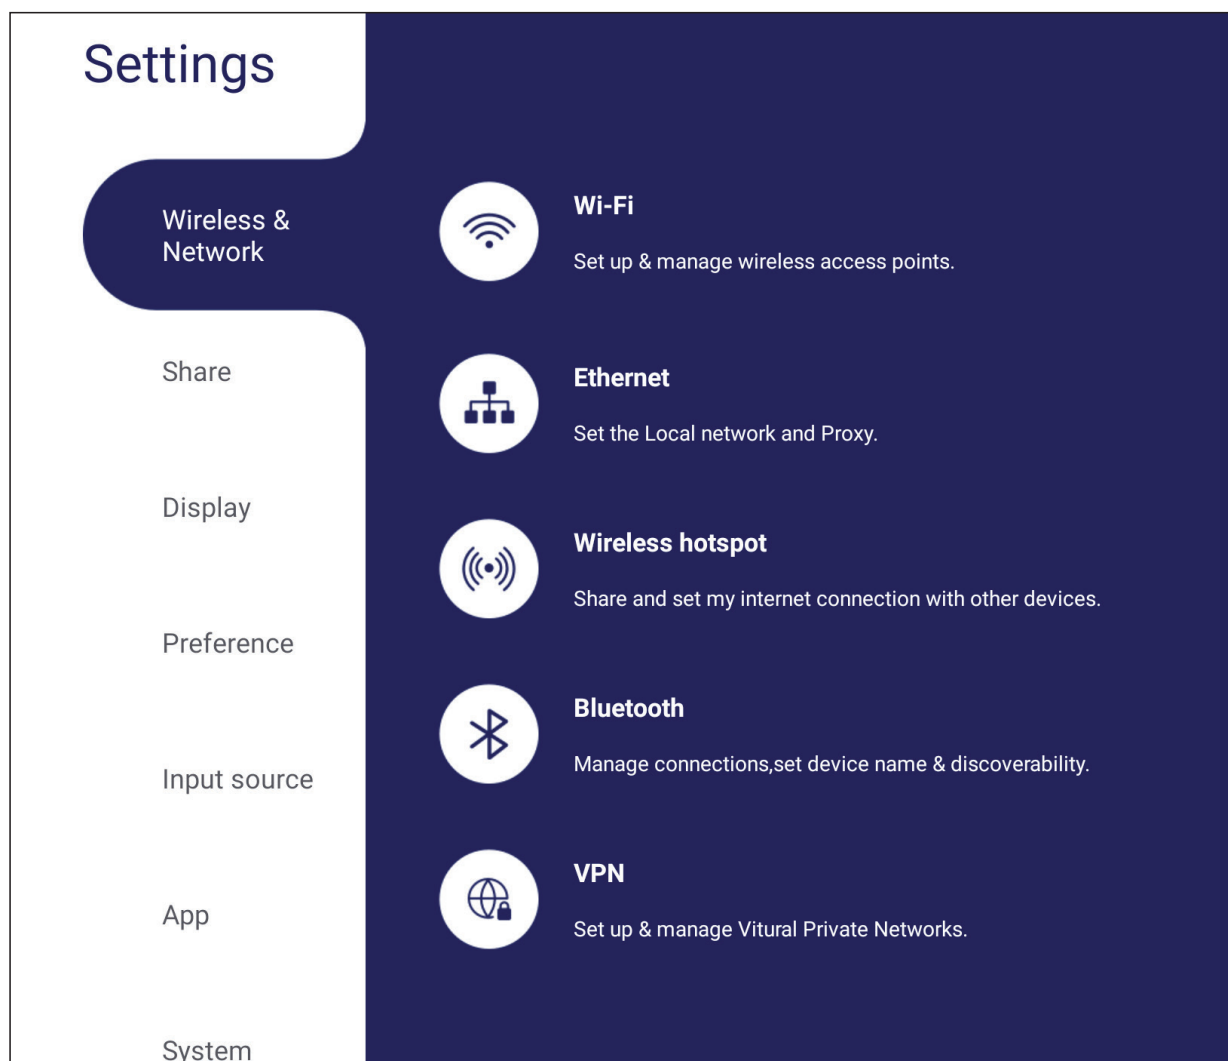 Settings
Wireless &
Network
Share
Display
Preference
Input source
App
System
Wi-Fi
Set up & manage wireless access points.
Ethernet
Set the Local network and Proxy.
Wireless hotspot
Share and set my internet connection with other devices.
Bluetooth
Manage connections,set device name & discoverability.
VPN
Set up & manage Vitural Private Networks.